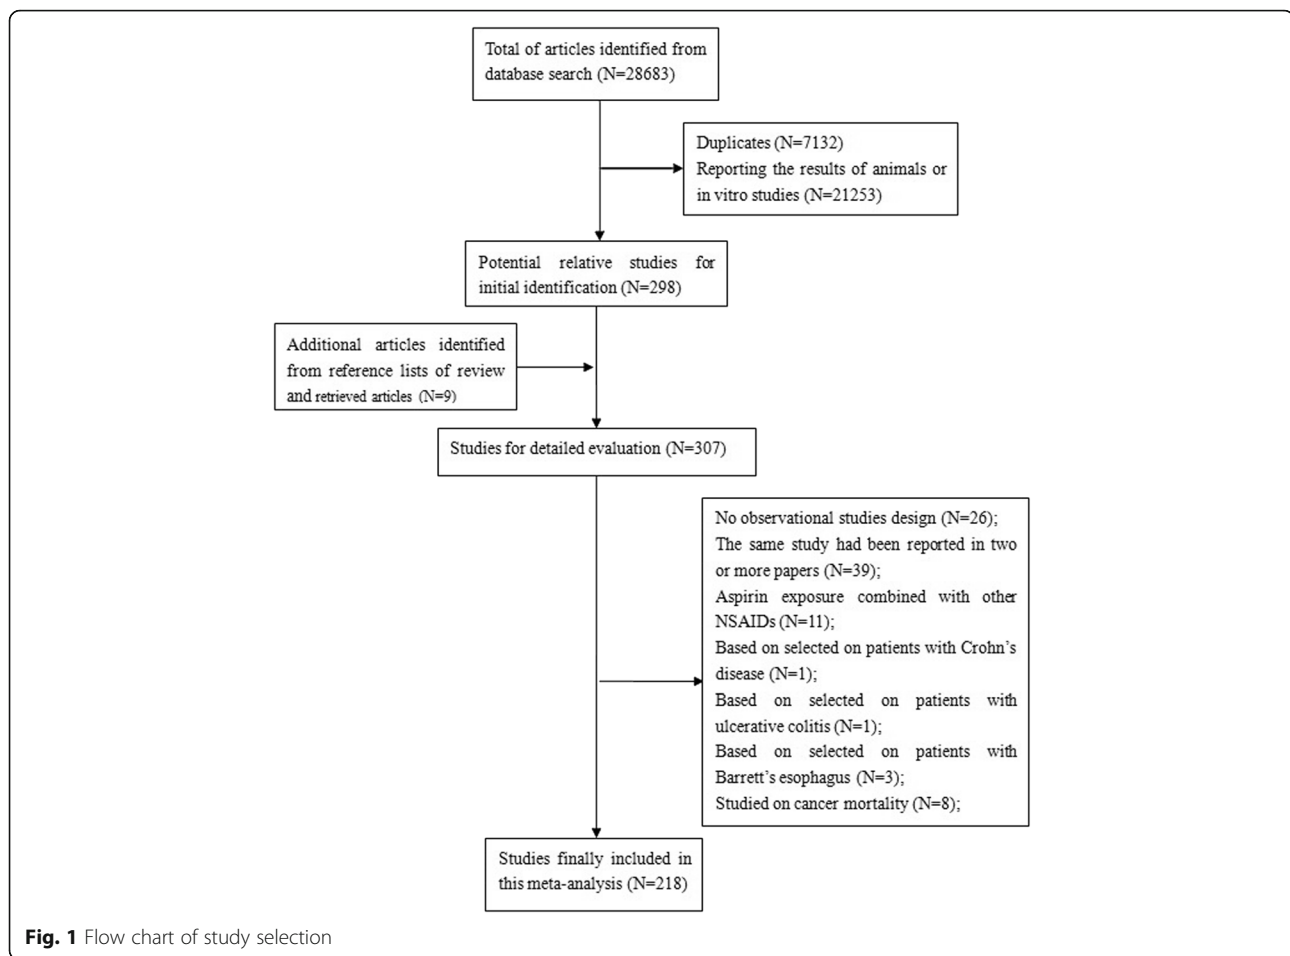 Total of articles identified from
database search (N=28683)
Duplicates (N=7132)
Reporting the results of animals or
in vitro studies (N=21253)
Potential relative studies for
initial identification (N=298)
Additional articles identified
from reference lists of review
and retrieved articles (N=9)
Studies for detailed evaluation (N=307)
No observational studies design (N=26);
The same study had been reported in two
or more papers (N=39);
Aspirin exposure combined with other
NSAIDs (N=11);
Based on selected on patients with Crohn's
disease (N=1);
Based on selected on patients with
ulcerative colitis (N=1);
Based on selected on patients with
Barrett's esophagus (N=3);
Studied on cancer mortality (N=8);
Studies finally included in
this meta-analysis (N=218)
Fig. 1 Flow chart of study selection